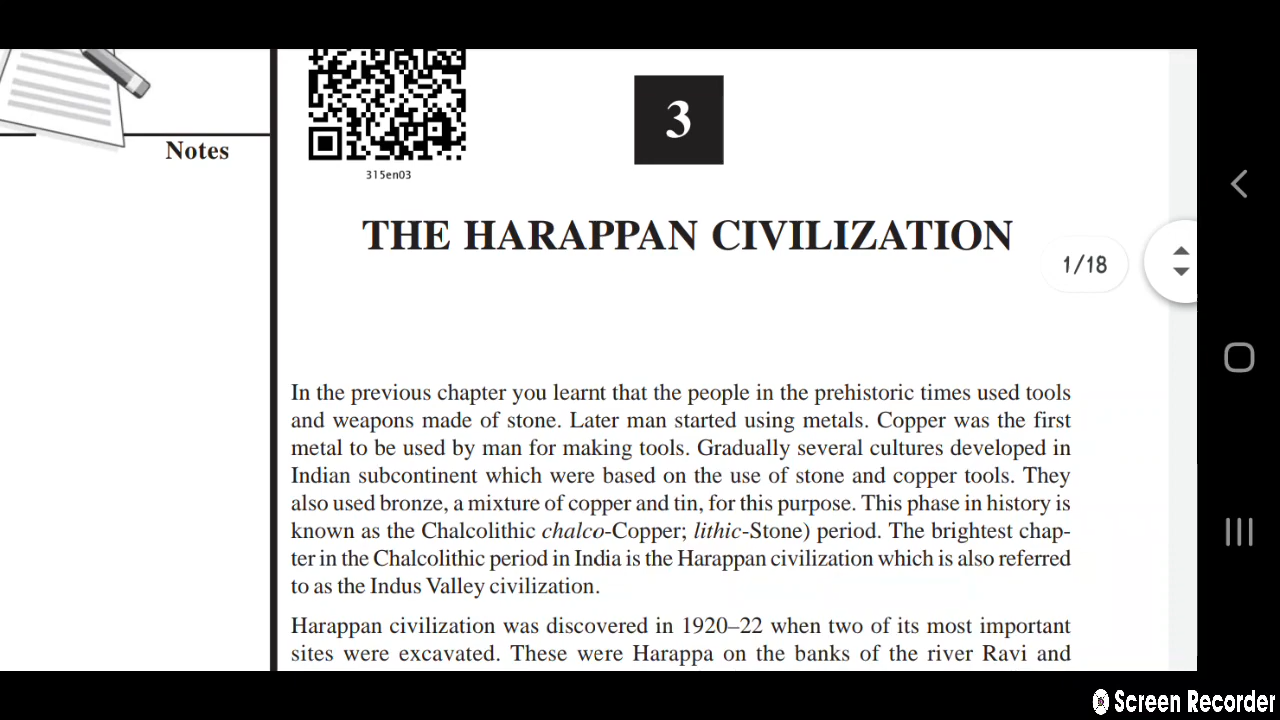 3
Notes
315en03
THE HARAPPAN CIVILIZATION
1/18
In the previous chapter you learnt that the people in the prehistoric times used tools
and weapons made of stone. Later man started using metals. Copper was the first
metal to be used by man for making tools. Gradually several cultures developed in
Indian subcontinent which were based on the use of stone and copper tools. They
also used bronze, a mixture of copper and tin, for this purpose. This phase in history is
known as the Chalcolithic chalco-Copper; lithic-Stone) period. The brightest chap-
ter in the Chalcolithic period in India is the Harappan civilization which is also referred
to as the Indus Valley civilization.
Harappan civilization was discovered in 1920–22 when two of its most important
sites were excavated. These were Harappa on the banks of the river Ravi and
Screen Recorder